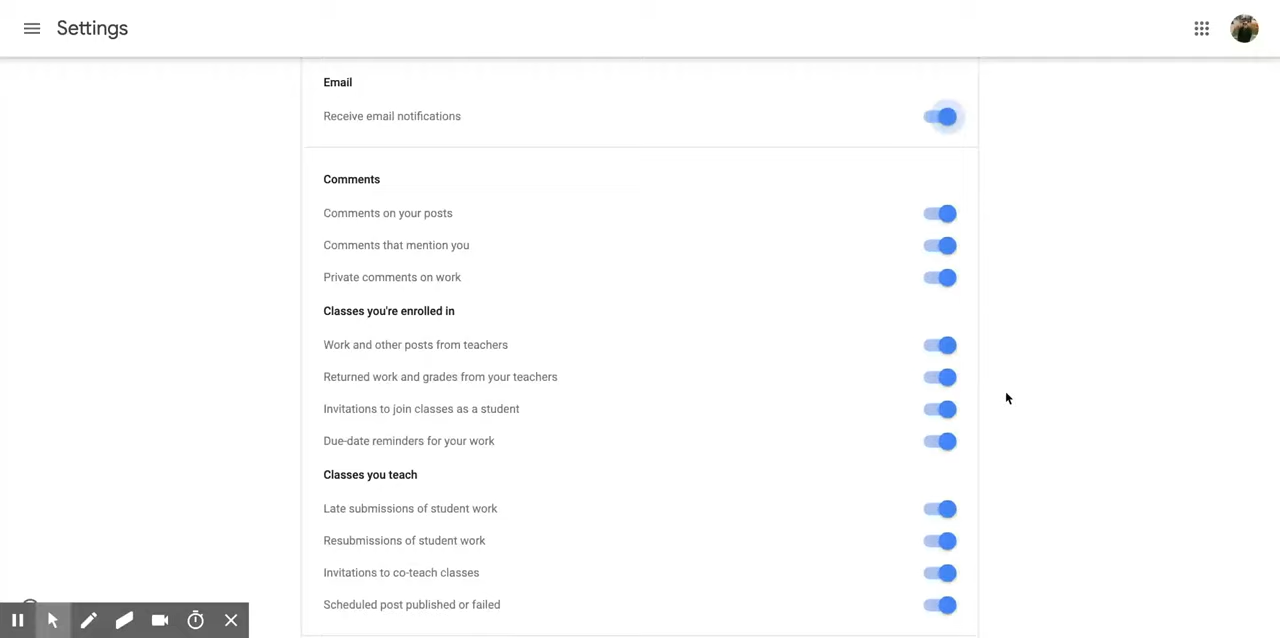 Settings
Email
Receive email notifications
Comments
Comments on your posts
Comments that mention you
Private comments on work
Classes you're enrolled in
Work and other posts from teachers
Returned work and grades from your teachers
Invitations to join classes as a student
Due-date reminders for your work
Classes you teach
Late submissions of student work
Resubmissions of student work
Invitations to co-teach classes
Scheduled post published or failed